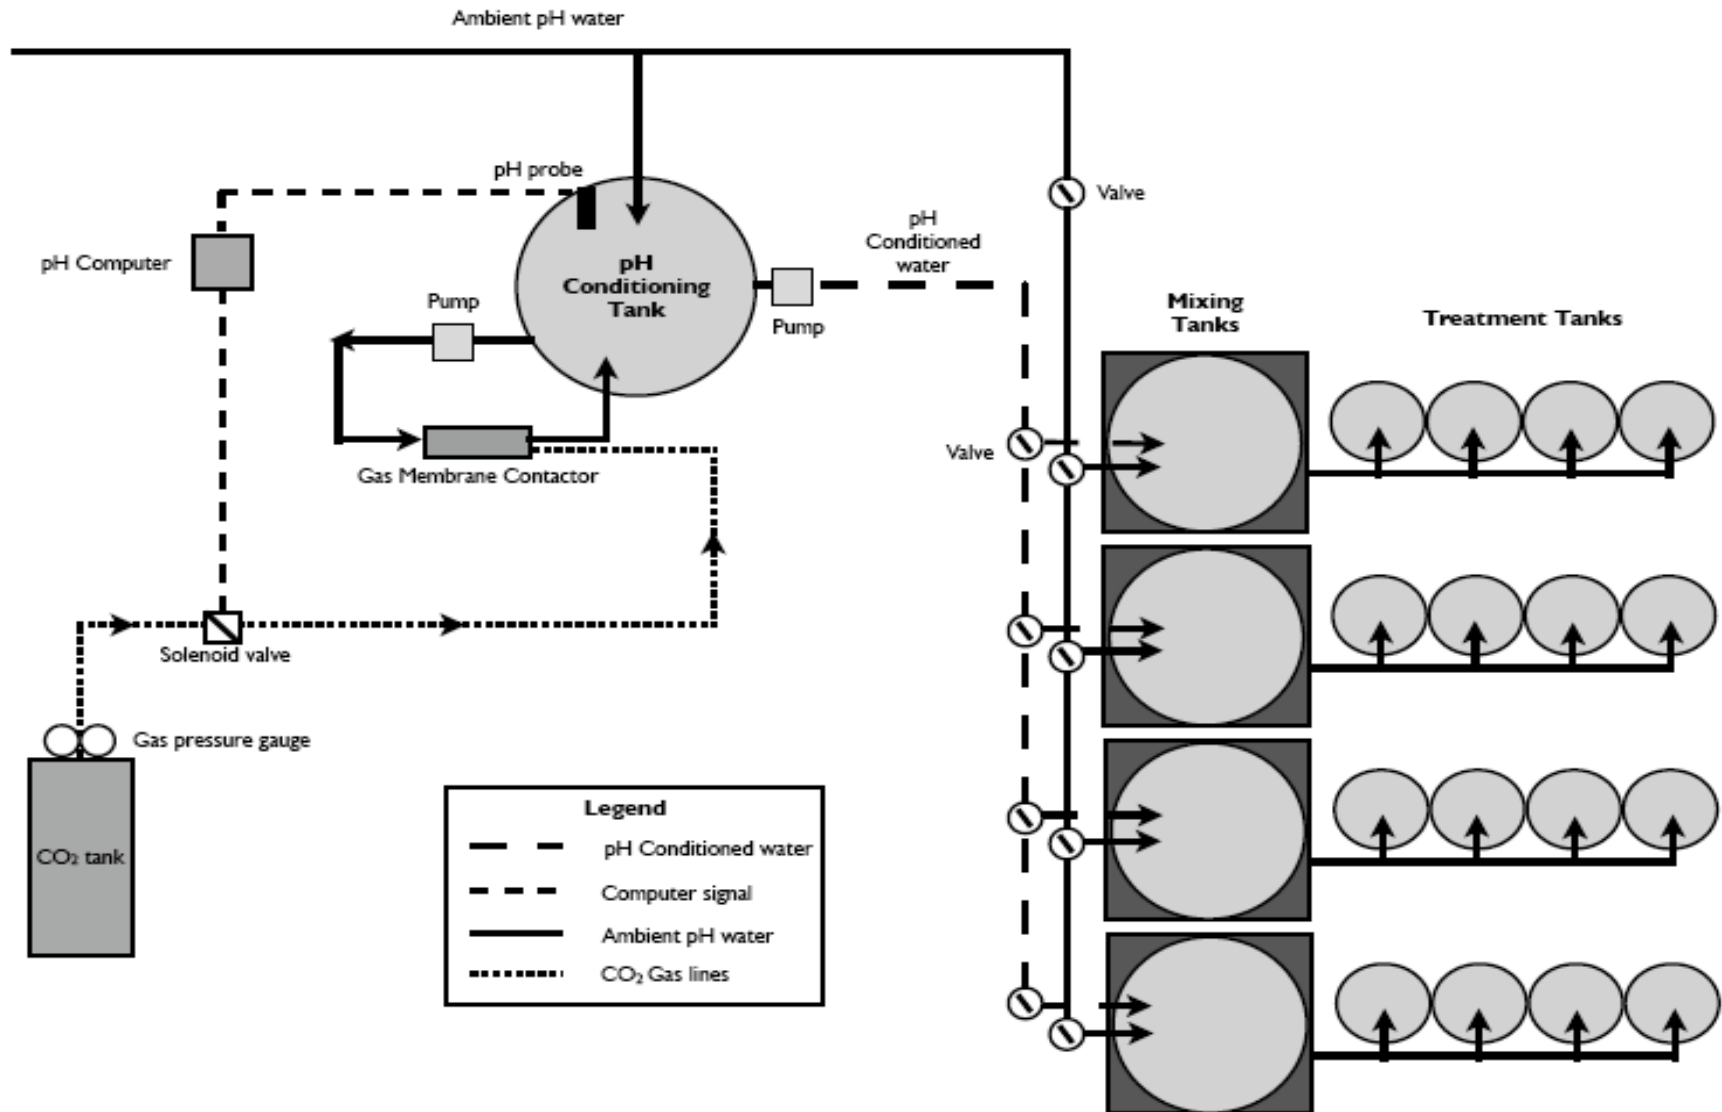 Ambient pH water
pH probe
Valve
pH
Conditioned
water
pH Computer
pH
Conditioning
Tank
Pump
Pump
Mixing
Tanks
Treatment Tanks
Valve
Gas Membrane Contactor
Solenoid valve
Gas pressure gauge
CO₂ tank
Legend
pH Conditioned water
Computer signal
Ambient pH water
CO₂ Gas lines